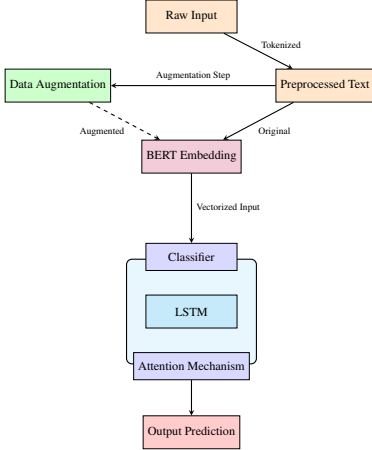 Raw Input
Tokenized
Data Augmentation
Augmentation Step
Preprocessed Text
Augmented
Original
BERT Embedding
Vectorized Input
Classifier
LSTM
Attention Mechanism
Output Prediction